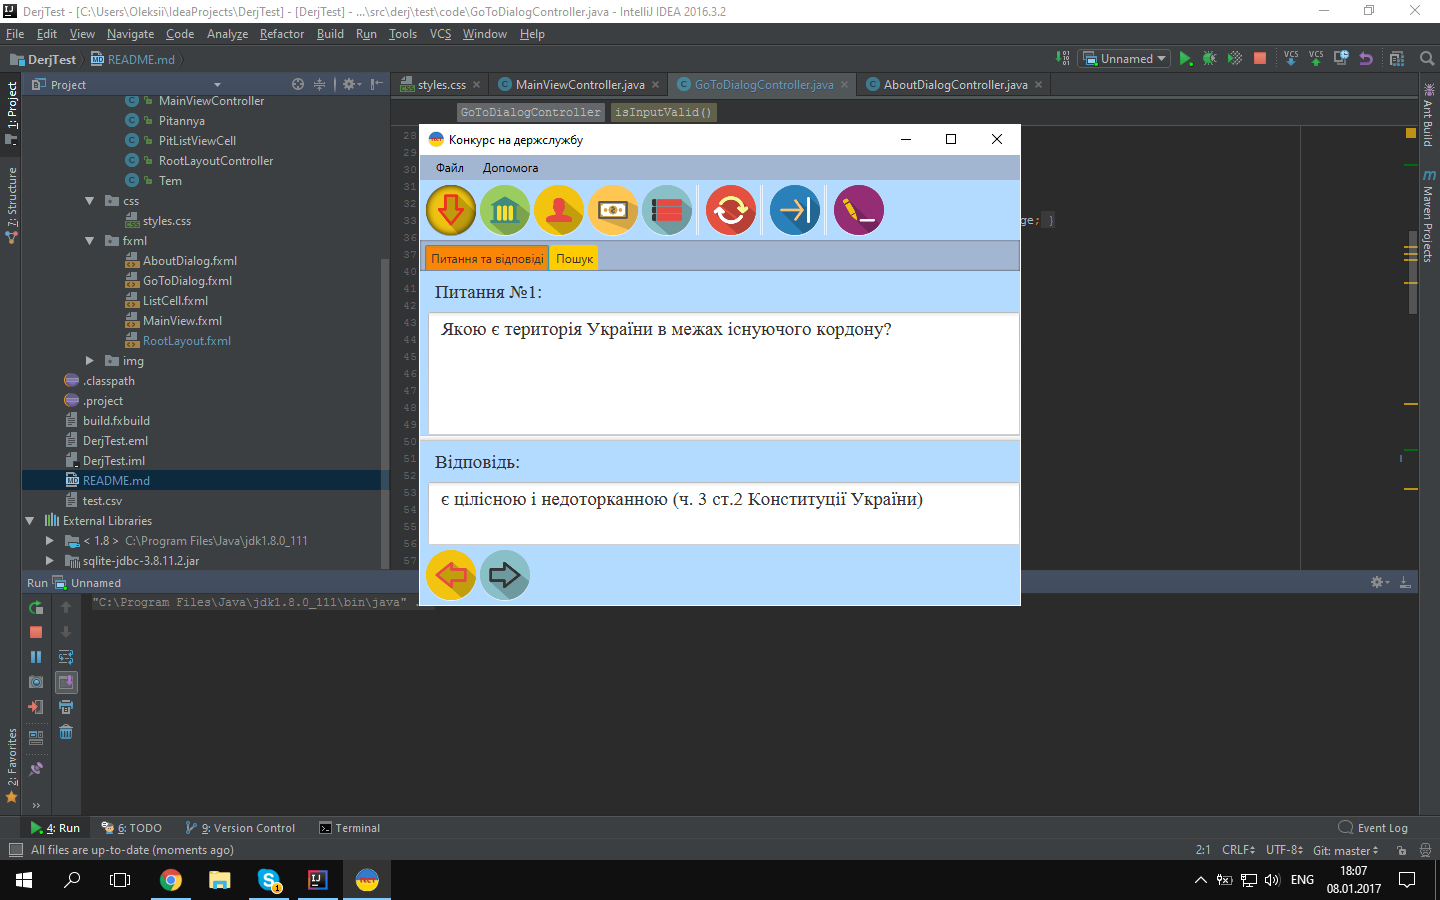 DerjTest - [C:\Users\Oleksii\IdeaProjects\DerjTest] - [DerjTest] - ...\src\derj\test\code\GoToDialogController.java - IntelliJ IDEA 2016.3.2
File Edit View Navigate Code Analyze Refactor Build Run Tools VCS Window Help
DerjTest README.md Unnamed VCS VCS
Project styles.css MainViewController.java GoToDialogController.java AboutDialogController.java
GoToDialogController isInputValid()
1: Project
7: Structure
2: Favorites
Ant Build
Maven Projects
MainViewController
Pitannya
PitListViewCell
RootLayoutController
Tem
css
styles.css
fxml
AboutDialog.fxml
GoToDialog.fxml
ListCell.fxml
MainView.fxml
RootLayout.fxml
img
.classpath
.project
build.fxbuild
DerjTest.eml
DerjTest.iml
README.md
test.csv
External Libraries
< 1.8 > C:\Program Files\Java\jdk1.8.0_111
sqlite-jdbc-3.8.11.2.jar
28
29
30
31
32
33 ge; }
36
37
40
41
42
43
44
45
46
47
48
49
50
51
52
53
54
55
56
57
Конкурс на держслужбу
Файл Допомога
Питання та відповіді Пошук
Питання №1:
Якою є територія України в межах існуючого кордону?
Відповідь:
є цілісною і недоторканною (ч. 3 ст.2 Конституції України)
Run Unnamed
"C:\Program Files\Java\jdk1.8.0_111\bin\java" .
4: Run 6: TODO 9: Version Control Terminal Event Log
All files are up-to-date (moments ago) 2:1 CRLF UTF-8 Git: master
ENG 18:07
08.01.2017